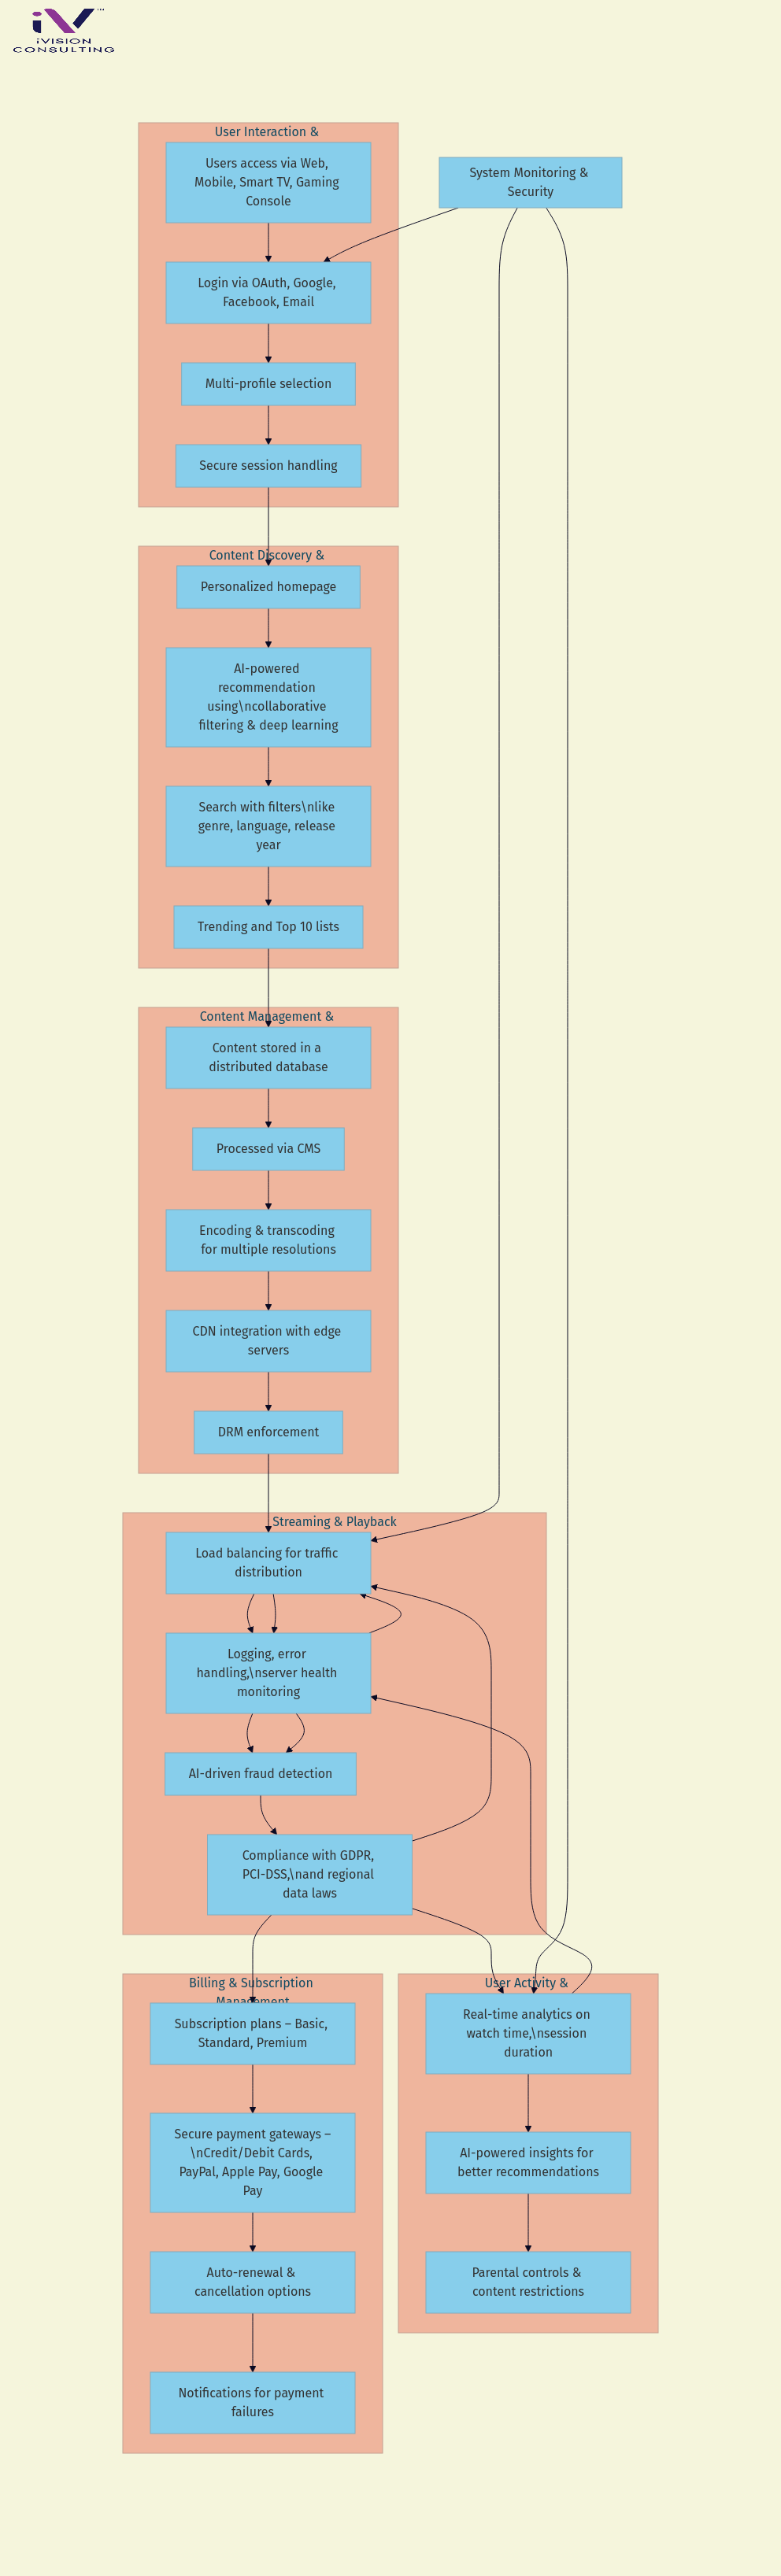 iV™
iVISION
CONSULTING
User Interaction &
Users access via Web,
Mobile, Smart TV, Gaming
Console
System Monitoring &
Security
Login via OAuth, Google,
Facebook, Email
Multi-profile selection
Secure session handling
Content Discovery &
Personalized homepage
AI-powered
recommendation
using\ncollaborative
filtering & deep learning
Search with filters\nlike
genre, language, release
year
Trending and Top 10 lists
Content Management &
Content stored in a
distributed database
Processed via CMS
Encoding & transcoding
for multiple resolutions
CDN integration with edge
servers
DRM enforcement
Streaming & Playback
Load balancing for traffic
distribution
Logging, error
handling,\nserver health
monitoring
AI-driven fraud detection
Compliance with GDPR,
PCI-DSS,\nand regional
data laws
Billing & Subscription
Management
Subscription plans – Basic,
Standard, Premium
Secure payment gateways –
\nCredit/Debit Cards,
PayPal, Apple Pay, Google
Pay
Auto-renewal &
cancellation options
Notifications for payment
failures
User Activity &
Real-time analytics on
watch time,\nsession
duration
AI-powered insights for
better recommendations
Parental controls &
content restrictions